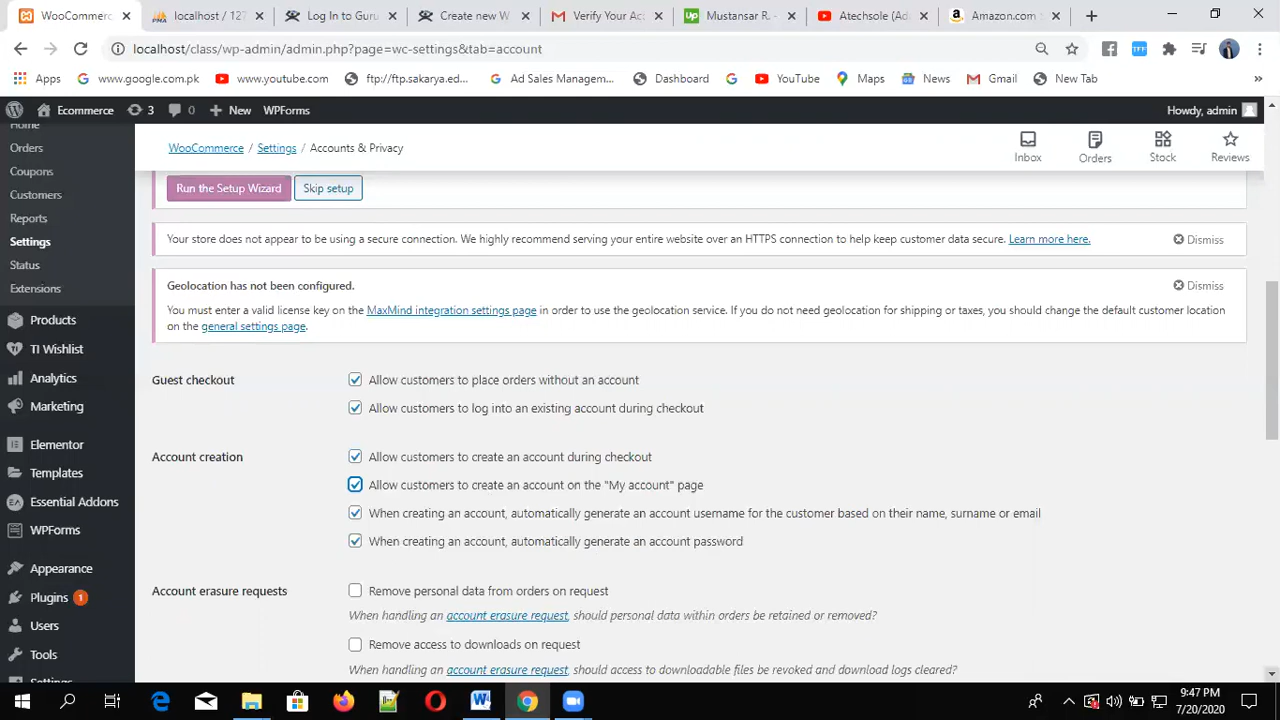 WooCommerc
localhost / 127
Log In to Guru
Create new W
Verify Your Ac
Mustansar R. -
Atechsole (Ad
Amazon.com
localhost/class/wp-admin/admin.php?page=wc-settings&tab=account
Apps
www.google.com.pk
www.youtube.com
ftp://ftp.sakarya.ed...
Ad Sales Managem...
Dashboard
YouTube
Maps
News
Gmail
New Tab
Ecommerce 3 0 New WPForms
Howdy, admin
Home
Orders
Coupons
Customers
Reports
Settings
Status
Extensions
Products
TI Wishlist
Analytics
Marketing
Elementor
Templates
Essential Addons
WPForms
Appearance
Plugins 1
Users
Tools
Settings
WooCommerce / Settings / Accounts & Privacy
Inbox
Orders
Stock
Reviews
Run the Setup Wizard
Skip setup
Your store does not appear to be using a secure connection. We highly recommend serving your entire website over an HTTPS connection to help keep customer data secure. Learn more here.
Dismiss
Geolocation has not been configured.
Dismiss
You must enter a valid license key on the MaxMind integration settings page in order to use the geolocation service. If you do not need geolocation for shipping or taxes, you should change the default customer location
on the general settings page.
Guest checkout
Allow customers to place orders without an account
Allow customers to log into an existing account during checkout
Account creation
Allow customers to create an account during checkout
Allow customers to create an account on the "My account" page
When creating an account, automatically generate an account username for the customer based on their name, surname or email
When creating an account, automatically generate an account password
Account erasure requests
Remove personal data from orders on request
When handling an account erasure request, should personal data within orders be retained or removed?
Remove access to downloads on request
When handling an account erasure request, should access to downloadable files be revoked and download logs cleared?
9:47 PM
7/20/2020